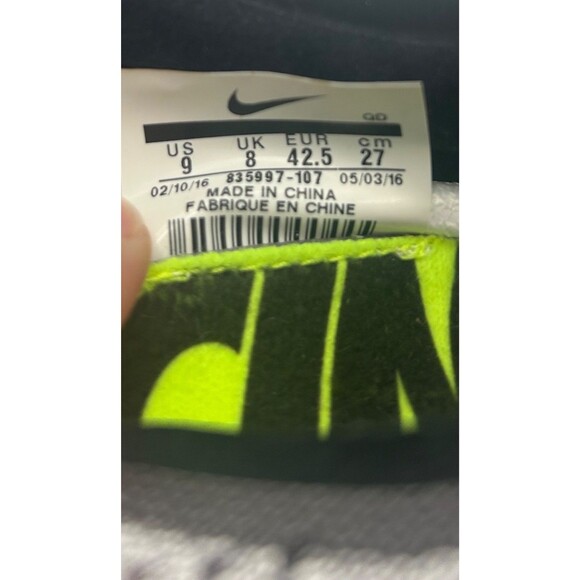 QD
US UK EUR cm
9 8 42.5 27
02/10/16 835997-107 05/03/16
MADE IN CHINA
FABRIQUE EN CHINE